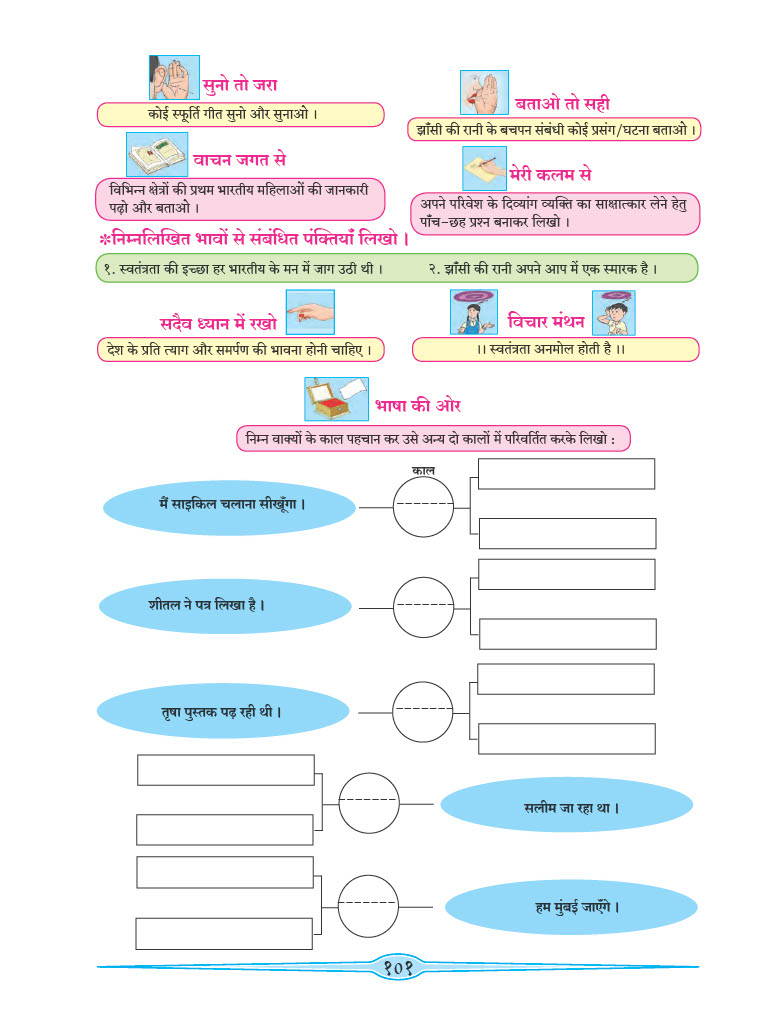 सुनो तो जरा
कोई स्फूर्ति गीत सुनो और सुनाओ ।
बताओ तो सही
झाँसी की रानी के बचपन संबंधी कोई प्रसंग/घटना बताओ ।
वाचन जगत से
विभिन्न क्षेत्रों की प्रथम भारतीय महिलाओं की जानकारी
पढ़ो और बताओ ।
मेरी कलम से
अपने परिवेश के दिव्यांग व्यक्ति का साक्षात्कार लेने हेतु
पाँच-छह प्रश्न बनाकर लिखो ।
*निम्नलिखित भावों से संबंधित पंक्तियाँ लिखो ।
१. स्वतंत्रता की इच्छा हर भारतीय के मन में जाग उठी थी । २. झाँसी की रानी अपने आप में एक स्मारक है ।
सदैव ध्यान में रखो
देश के प्रति त्याग और समर्पण की भावना होनी चाहिए ।
विचार मंथन
।। स्वतंत्रता अनमोल होती है ।।
भाषा की ओर
निम्न वाक्यों के काल पहचान कर उसे अन्य दो कालों में परिवर्तित करके लिखो :
काल
मैं साइकिल चलाना सीखूँगा ।
शीतल ने पत्र लिखा है ।
तृषा पुस्तक पढ़ रही थी ।
सलीम जा रहा था ।
हम मुंबई जाएँगे ।
१०१